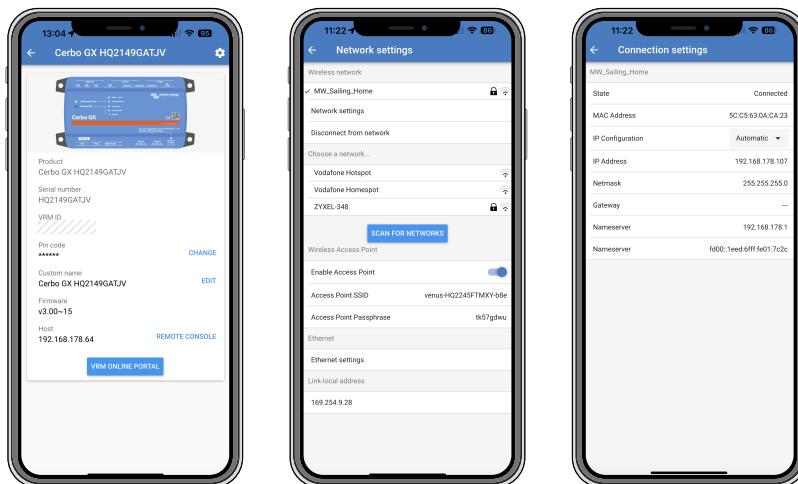 13:04
95
Cerbo GX HQ2149GATJV
Cerbo GX
Product
Cerbo GX HQ2149GATJV
Serial number
HQ2149GATJV
VRM ID
Pin code
******
CHANGE
Custom name
Cerbo GX HQ2149GATJV
EDIT
Firmware
v3.00~15
Host
192.168.178.64
REMOTE CONSOLE
VRM ONLINE PORTAL
11:22
86
Network settings
Wireless network
MW_Sailing_Home
Network settings
Disconnect from network
Choose a network...
Vodafone Hotspot
Vodafone Homespot
ZYXEL-348
SCAN FOR NETWORKS
Wireless Access Point
Enable Access Point
Access Point SSID venus-HQ2245FTMXY-b8e
Access Point Passphrase tk57gdwu
Ethernet
Ethernet settings
Link-local address
169.254.9.28
11:22
86
Connection settings
MW_Sailing_Home
State Connected
MAC Address 5C:C5:63:0A:CA:23
IP Configuration Automatic
IP Address 192.168.178.107
Netmask 255.255.255.0
Gateway —
Nameserver 192.168.178.1
Nameserver fd00::1eed:6fff:fe01:7c2c